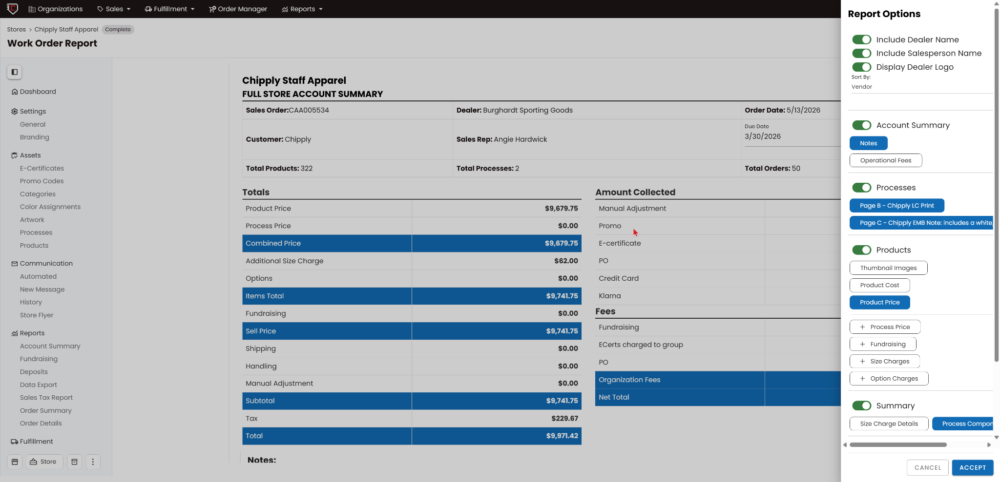 Organizations
Sales
Fulfillment
Order Manager
Reports
Stores > Chipply Staff Apparel Complete
Work Order Report
Dashboard
Settings
General
Branding
Assets
E-Certificates
Promo Codes
Categories
Color Assignments
Artwork
Processes
Products
Communication
Automated
New Message
History
Store Flyer
Reports
Account Summary
Fundraising
Deposits
Data Export
Sales Tax Report
Order Summary
Order Details
Fulfillment
Store
Chipply Staff Apparel
FULL STORE ACCOUNT SUMMARY
Sales Order:CAA005534
Dealer: Burghardt Sporting Goods
Order Date: 5/13/2026
Customer: Chipply
Sales Rep: Angie Hardwick
Due Date
3/30/2026
Total Products: 322
Total Processes: 2
Total Orders: 50
Totals
Product Price $9,679.75
Process Price $0.00
Combined Price $9,679.75
Additional Size Charge $62.00
Options $0.00
Items Total $9,741.75
Fundraising $0.00
Sell Price $9,741.75
Shipping $0.00
Handling $0.00
Manual Adjustment $0.00
Subtotal $9,741.75
Tax $229.67
Total $9,971.42
Amount Collected
Manual Adjustment
Promo
E-certificate
PO
Credit Card
Klarna
Fees
Fundraising
ECerts charged to group
PO
Organization Fees
Net Total
Notes:
Report Options
Include Dealer Name
Include Salesperson Name
Display Dealer Logo
Sort By:
Vendor
Account Summary
Notes
Operational Fees
Processes
Page B - Chipply LC Print
Page C - Chipply EMB Note: includes a white,
Products
Thumbnail Images
Product Cost
Product Price
+ Process Price
+ Fundraising
+ Size Charges
+ Option Charges
Summary
Size Charge Details
Process Compon
CANCEL
ACCEPT